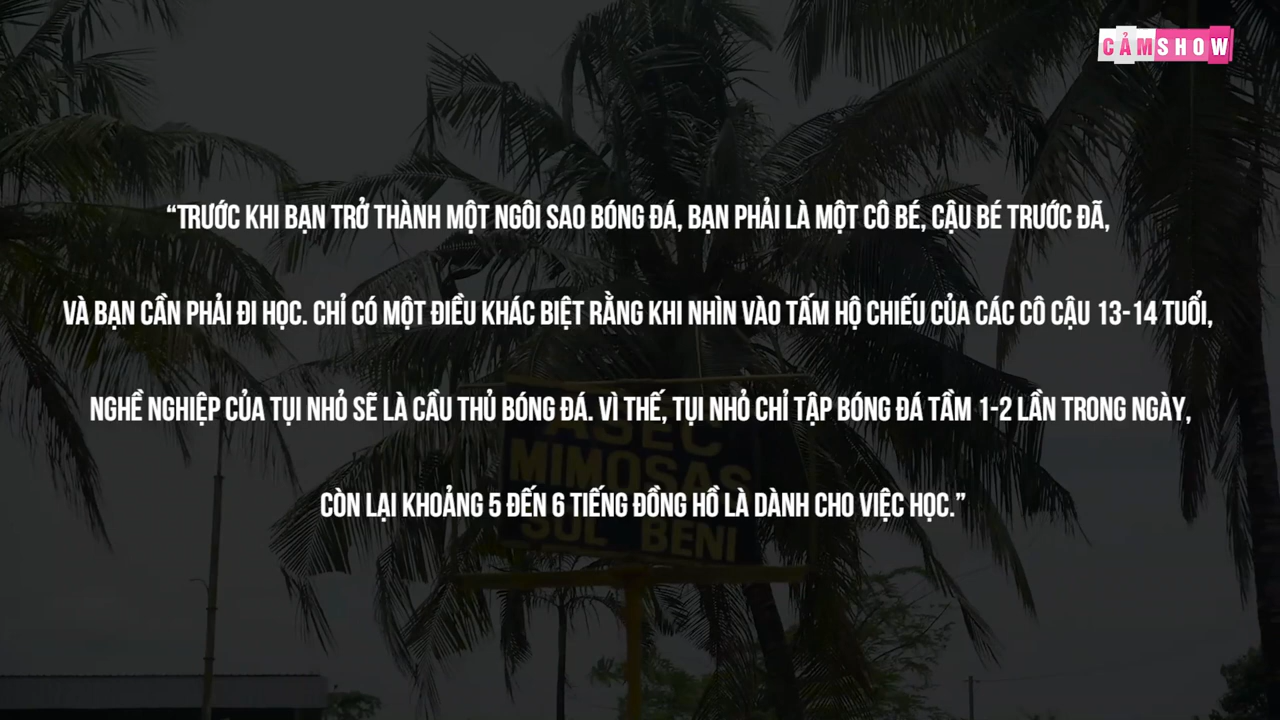 CẢMSHOW
“TRƯỚC KHI BẠN TRỞ THÀNH MỘT NGÔI SAO BÓNG ĐÁ, BẠN PHẢI LÀ MỘT CÔ BÉ, CẬU BÉ TRƯỚC ĐÃ,
VÀ BẠN CẦN PHẢI ĐI HỌC. CHỈ CÓ MỘT ĐIỀU KHÁC BIỆT RẰNG KHI NHÌN VÀO TẤM HỘ CHIẾU CỦA CÁC CÔ CẬU 13-14 TUỔI,
NGHỀ NGHIỆP CỦA TỤI NHỎ SẼ LÀ CẦU THỦ BÓNG ĐÁ. VÌ THẾ, TỤI NHỎ CHỈ TẬP BÓNG ĐÁ TẦM 1-2 LẦN TRONG NGÀY,
ASEC
MIMOSAS
CÒN LẠI KHOẢNG 5 ĐẾN 6 TIẾNG ĐỒNG HỒ LÀ DÀNH CHO VIỆC HỌC.”
SOL BENI